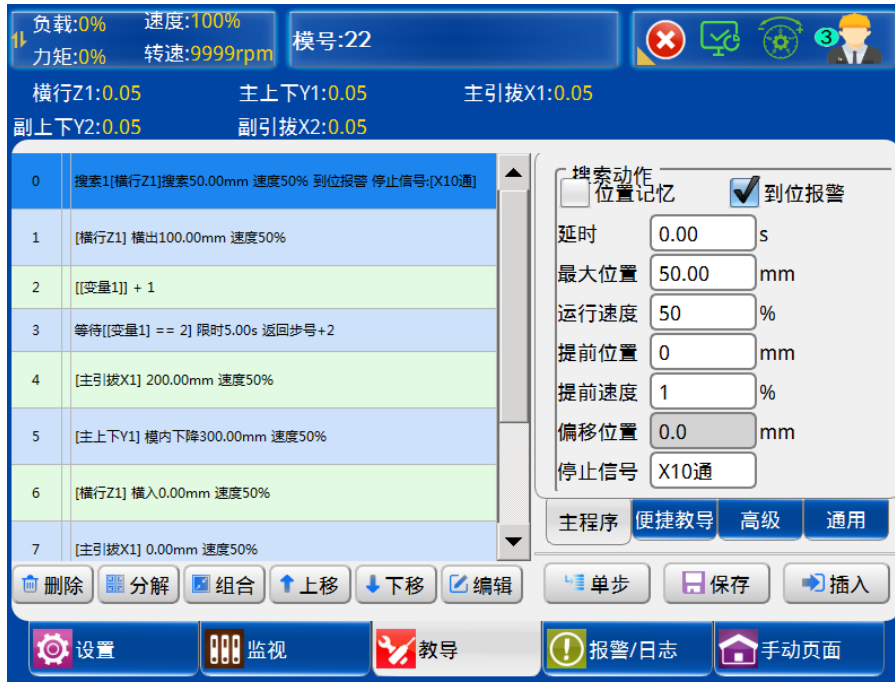 负载:0% 速度:100% 模号:22
力矩:0% 转速:9999rpm
3
横行Z1:0.05 主上下Y1:0.05 主引拔X1:0.05
副上下Y2:0.05 副引拔X2:0.05
0 搜索1[横行Z1]搜索50.00mm 速度50% 到位报警 停止信号:[X10通]
1 [横行Z1] 横出100.00mm 速度50%
2 [[变量1]] + 1
3 等待[[变量1] == 2] 限时5.00s 返回步号+2
4 [主引拔X1] 200.00mm 速度50%
5 [主上下Y1] 模内下降300.00mm 速度50%
6 [横行Z1] 横入0.00mm 速度50%
7 [主引拔X1] 0.00mm 速度50%
搜索动作
位置记忆 到位报警
延时 0.00 s
最大位置 50.00 mm
运行速度 50 %
提前位置 0 mm
提前速度 1 %
偏移位置 0.0 mm
停止信号 X10通
主程序 便捷教导 高级 通用
删除 分解 组合 上移 下移 编辑 单步 保存 插入
设置 监视 教导 报警/日志 手动页面